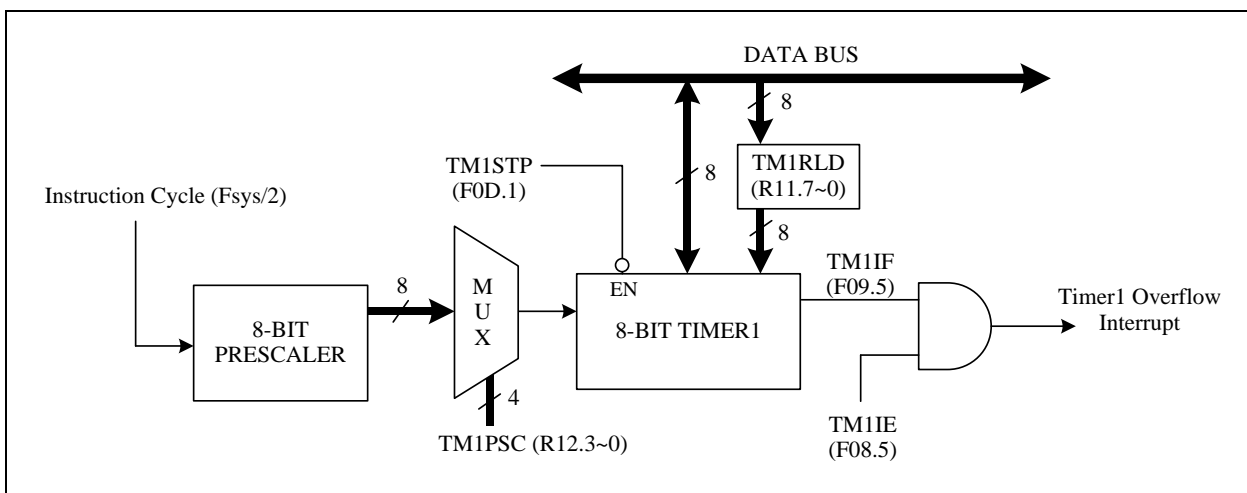 DATA BUS
8
TM1STP
(F0D.1)
8
TM1RLD
(R11.7~0)
Instruction Cycle (Fsys/2)
8
8
M
U
X
EN
8-BIT TIMER1
TM1IF
(F09.5)
Timer1 Overflow
Interrupt
8-BIT
PRESCALER
4
TM1PSC (R12.3~0)
TM1IE
(F08.5)